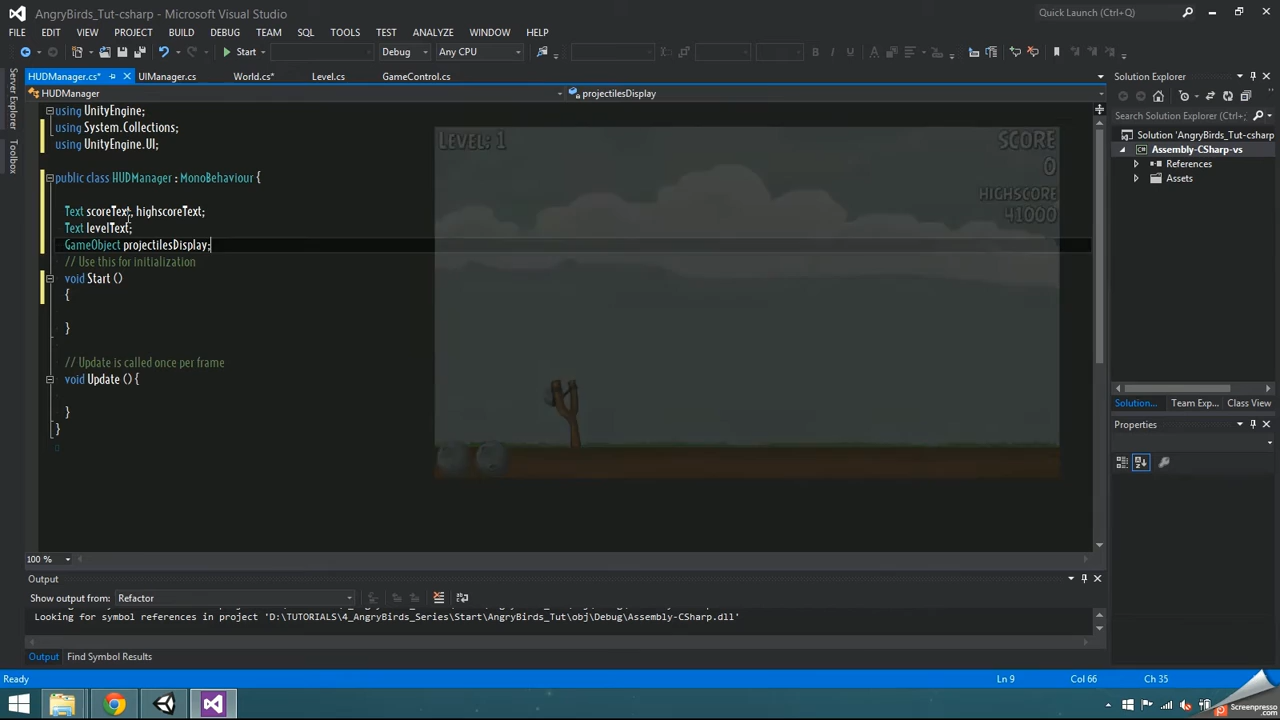 AngryBirds_Tut-csharp - Microsoft Visual Studio
Quick Launch (Ctrl+Q)
FILE EDIT VIEW PROJECT BUILD DEBUG TEAM SQL TOOLS TEST ANALYZE WINDOW HELP
Start Debug Any CPU
HUDManager.cs* UIManager.cs World.cs* Level.cs GameControl.cs
Solution Explorer
HUDManager projectilesDisplay
Server Explorer
Toolbox
Search Solution Explorer (Ctrl+;)
Solution 'AngryBirds_Tut-csharp'
Assembly-CSharp-vs
References
Assets
using UnityEngine;
using System.Collections;
using UnityEngine.UI;
public class HUDManager : MonoBehaviour {
Text scoreText, highscoreText;
Text levelText;
GameObject projectilesDisplay;
// Use this for initialization
void Start ()
{
}
// Update is called once per frame
void Update () {
}
}
LEVEL: 1
SCORE
0
HIGHSCORE
41000
Solution... Team Exp... Class View
Properties
100 %
Output
Show output from: Refactor
Looking for symbol references in project 'D:\TUTORIALS\4_AngryBirds_Series\Start\AngryBirds_Tut\obj\Debug\Assembly-CSharp.dll'
Output Find Symbol Results
Ready Ln 9 Col 66 Ch 35
Screenpresso
.com